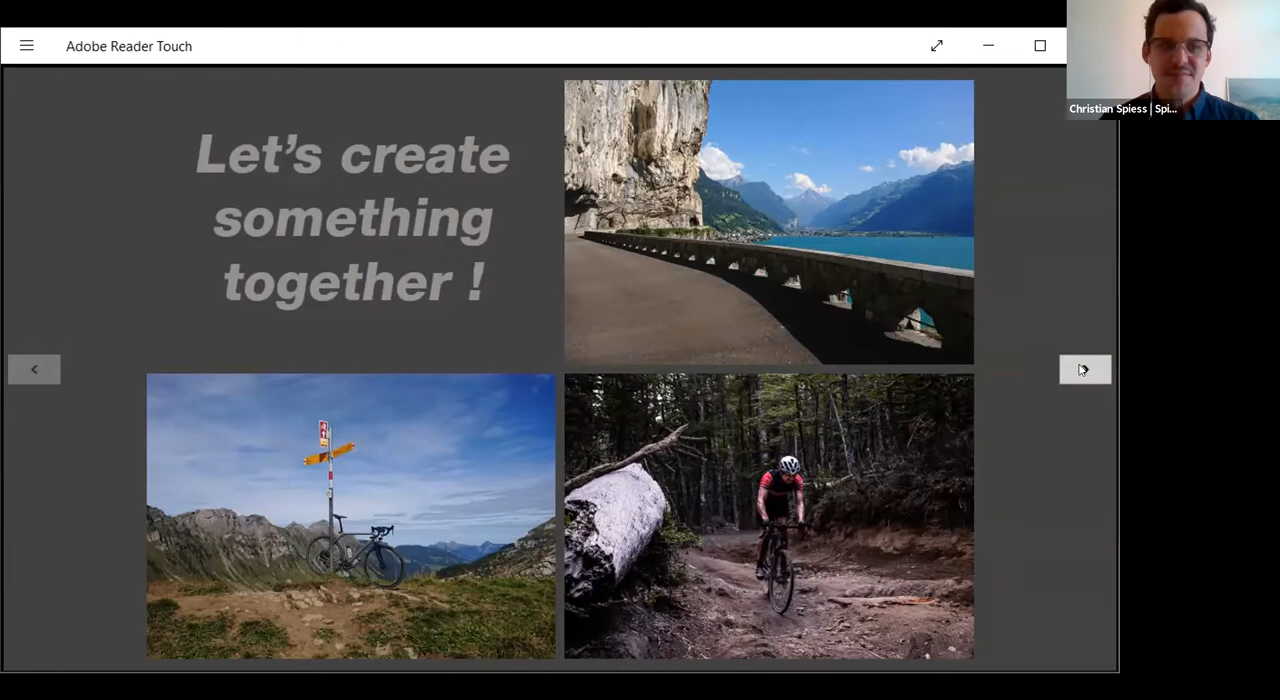 Adobe Reader Touch
Christian Spiess | Spi...
Let's create
something
together !